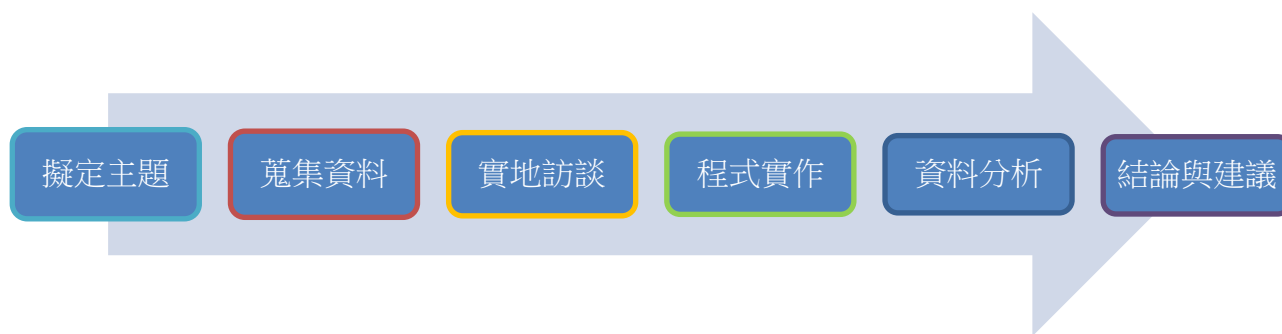 擬定主題
蒐集資料
實地訪談
程式實作
資料分析
結論與建議